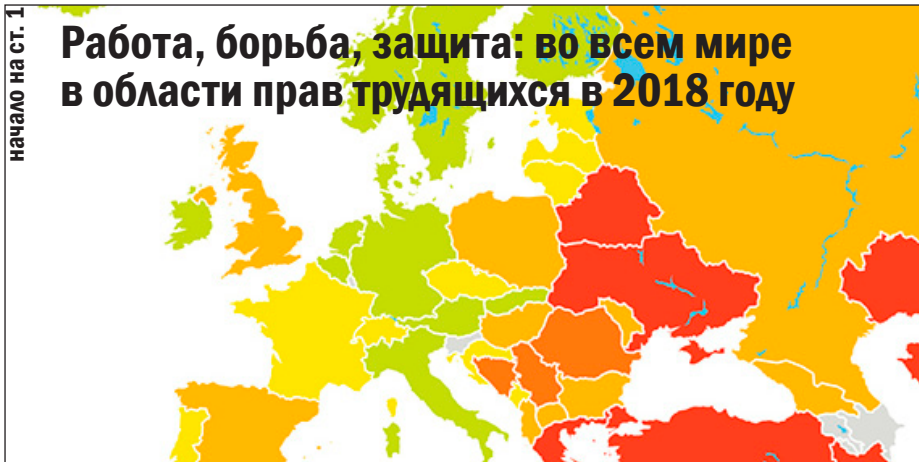 начало на ст. 1
Работа, борьба, защита: во всем мире
в области прав трудящихся в 2018 году